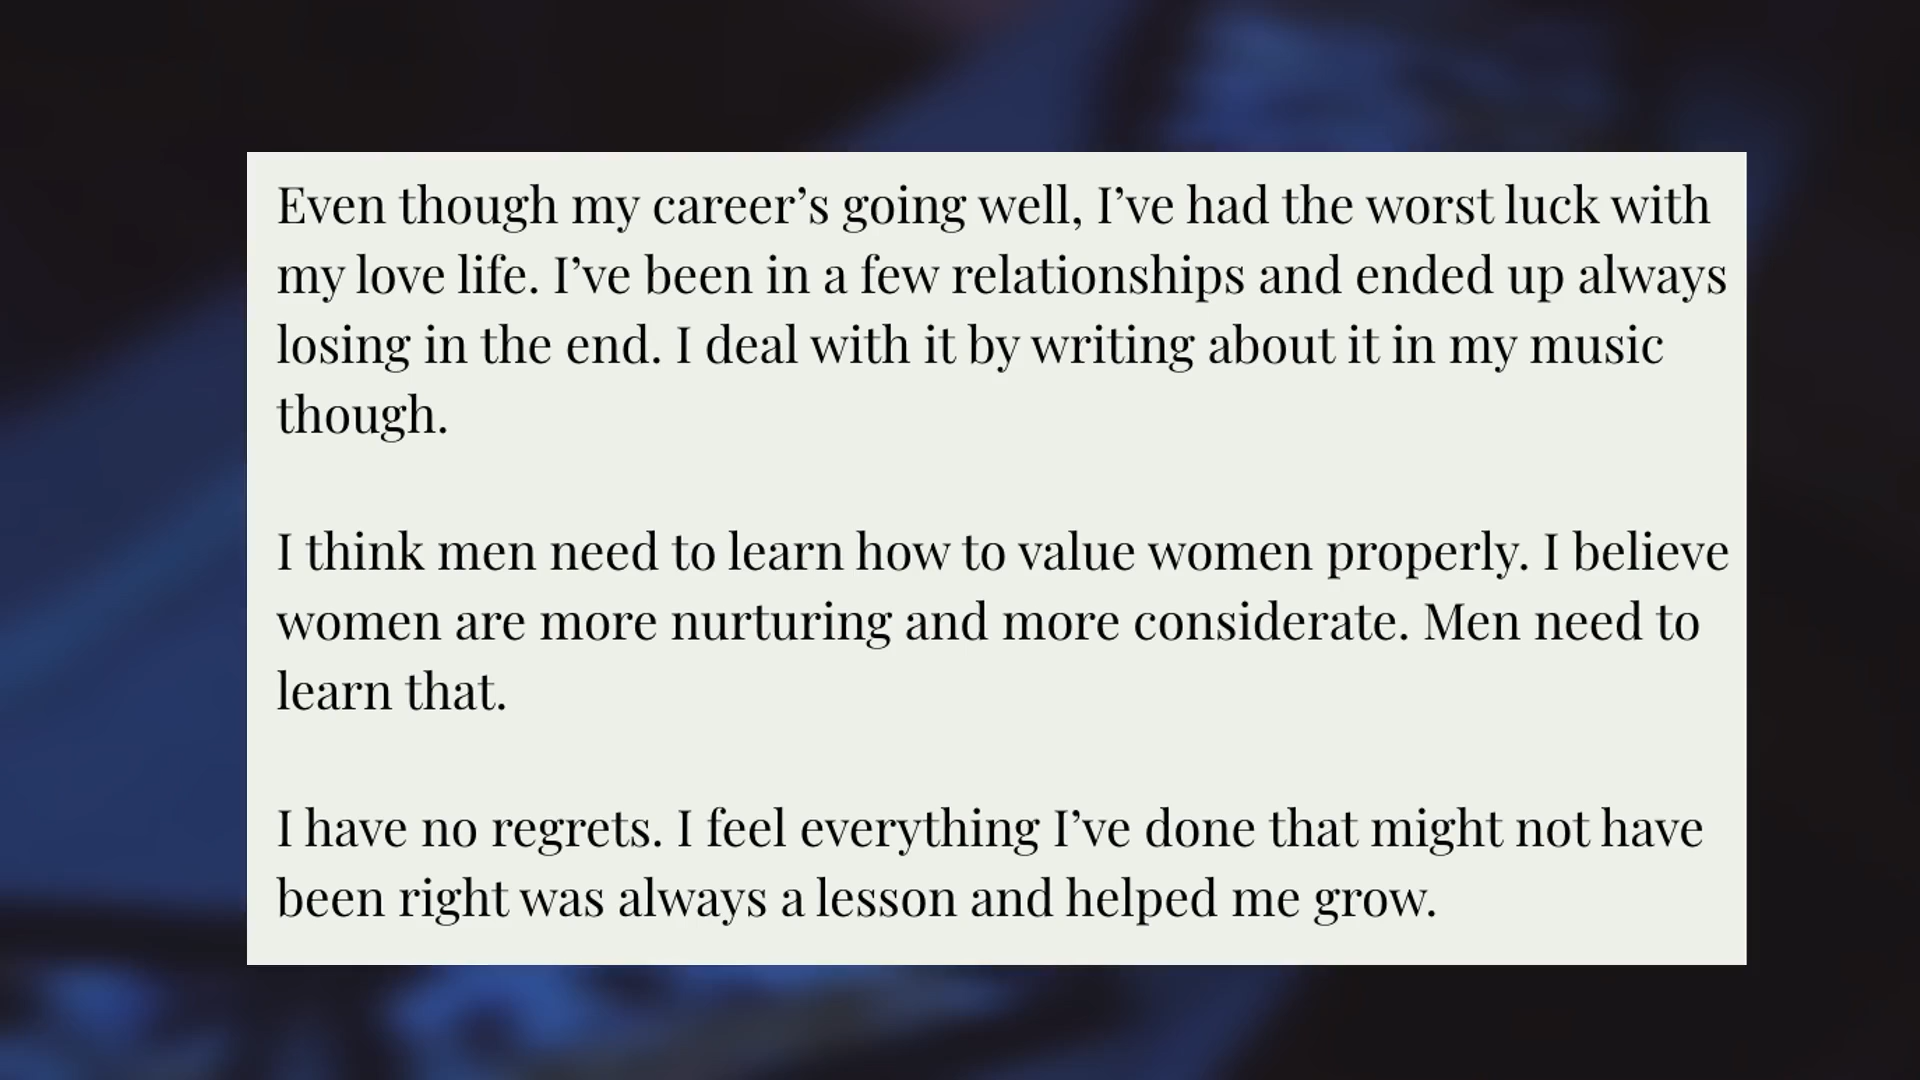 Even though my career’s going well, I’ve had the worst luck with
my love life. I’ve been in a few relationships and ended up always
losing in the end. I deal with it by writing about it in my music
though.
I think men need to learn how to value women properly. I believe
women are more nurturing and more considerate. Men need to
learn that.
I have no regrets. I feel everything I’ve done that might not have
been right was always a lesson and helped me grow.